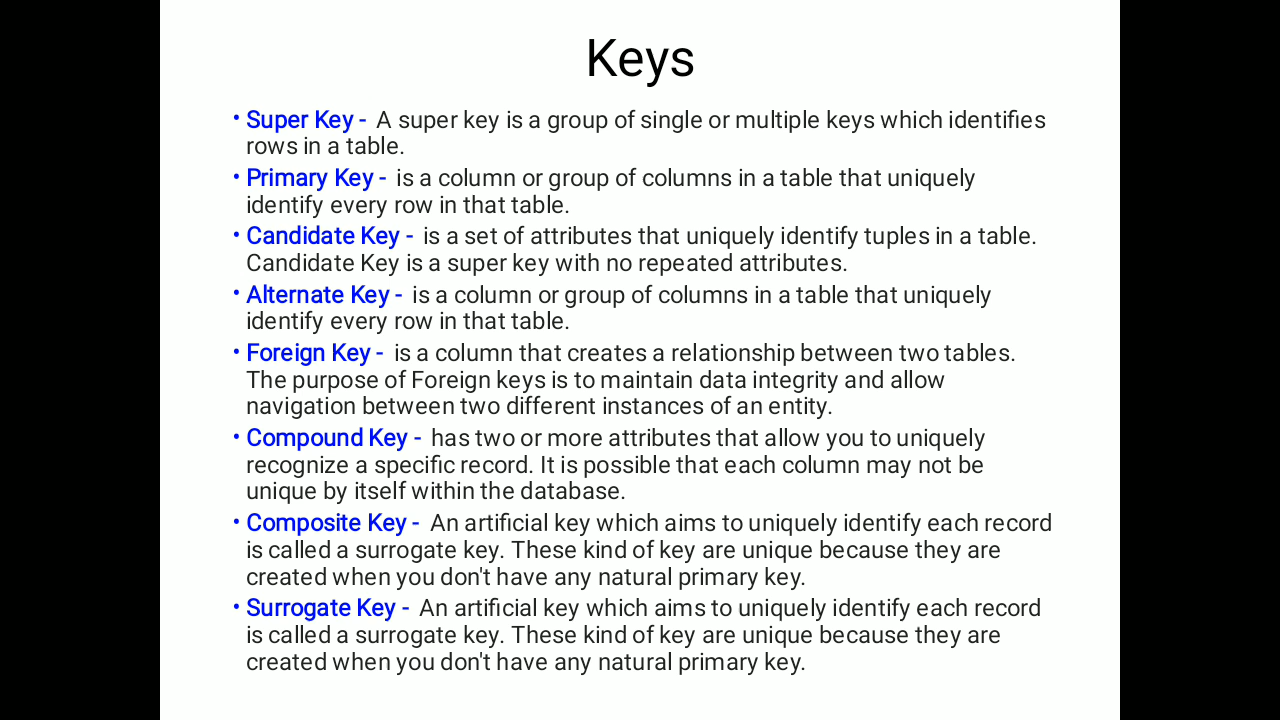 Keys
• Super Key - A super key is a group of single or multiple keys which identifies
rows in a table.
• Primary Key - is a column or group of columns in a table that uniquely
identify every row in that table.
• Candidate Key - is a set of attributes that uniquely identify tuples in a table.
Candidate Key is a super key with no repeated attributes.
• Alternate Key - is a column or group of columns in a table that uniquely
identify every row in that table.
• Foreign Key - is a column that creates a relationship between two tables.
The purpose of Foreign keys is to maintain data integrity and allow
navigation between two different instances of an entity.
• Compound Key - has two or more attributes that allow you to uniquely
recognize a specific record. It is possible that each column may not be
unique by itself within the database.
• Composite Key - An artificial key which aims to uniquely identify each record
is called a surrogate key. These kind of key are unique because they are
created when you don't have any natural primary key.
• Surrogate Key - An artificial key which aims to uniquely identify each record
is called a surrogate key. These kind of key are unique because they are
created when you don't have any natural primary key.